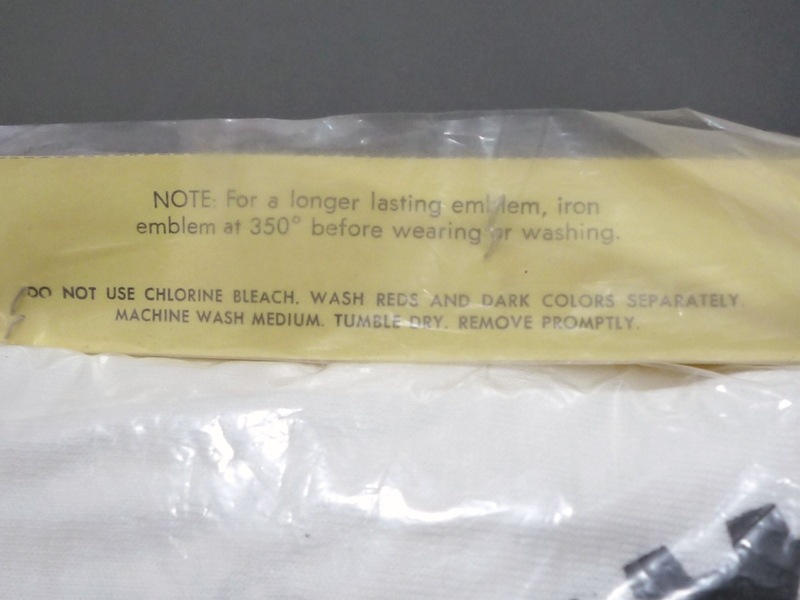 NOTE: For a longer lasting emblem, iron
emblem at 350° before wearing or washing.
DO NOT USE CHLORINE BLEACH. WASH REDS AND DARK COLORS SEPARATELY.
MACHINE WASH MEDIUM. TUMBLE DRY. REMOVE PROMPTLY.